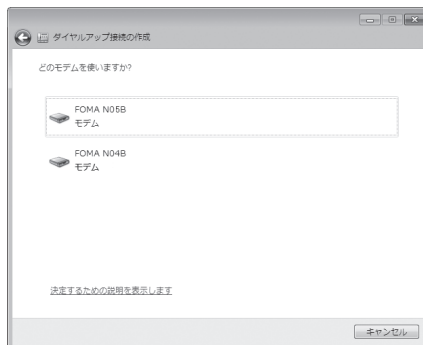 ダイヤルアップ接続の作成
どのモデムを使いますか?
FOMA N05B
モデム
FOMA N04B
モデム
決定するための説明を表示します
キャンセル